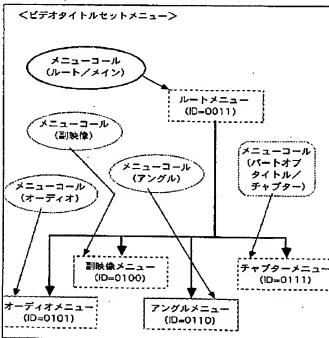 ＜ビデオタイトルセットメニュー＞
メニューコール
（ルート／メイン）
ルートメニュー
(ID=0011)
メニューコール
（副映像）
メニューコール
（アングル）
メニューコール
（パートオブ
タイトル／
チャプター）
メニューコール
（オーディオ）
副映像メニュー
(ID=0100)
チャプターメニュー
(ID=0111)
オーディオメニュー
(ID=0101)
アングルメニュー
(ID=0110)